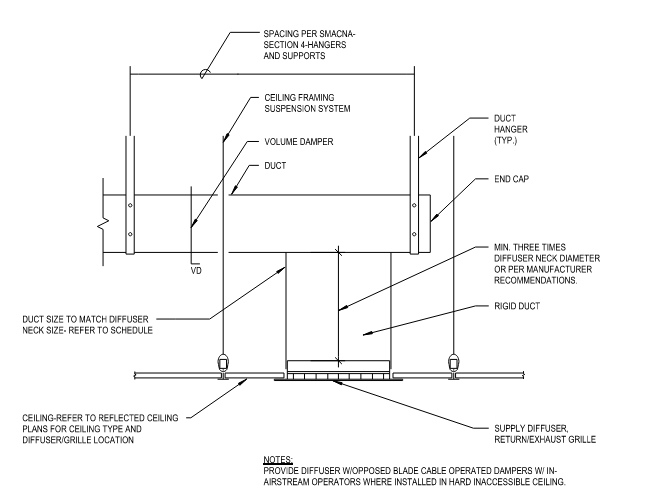 SPACING PER SMACNA-
SECTION 4-HANGERS
AND SUPPORTS
CEILING FRAMING
SUSPENSION SYSTEM
VOLUME DAMPER
DUCT
DUCT
HANGER
(TYP.)
END CAP
VD
MIN. THREE TIMES
DIFFUSER NECK DIAMETER
OR PER MANUFACTURER
RECOMMENDATIONS.
RIGID DUCT
DUCT SIZE TO MATCH DIFFUSER
NECK SIZE- REFER TO SCHEDULE
CEILING-REFER TO REFLECTED CEILING
PLANS FOR CEILING TYPE AND
DIFFUSER/GRILLE LOCATION
SUPPLY DIFFUSER,
RETURN/EXHAUST GRILLE
NOTES:
PROVIDE DIFFUSER W/OPPOSED BLADE CABLE OPERATED DAMPERS W/ IN-
AIRSTREAM OPERATORS WHERE INSTALLED IN HARD INACCESSIBLE CEILING.